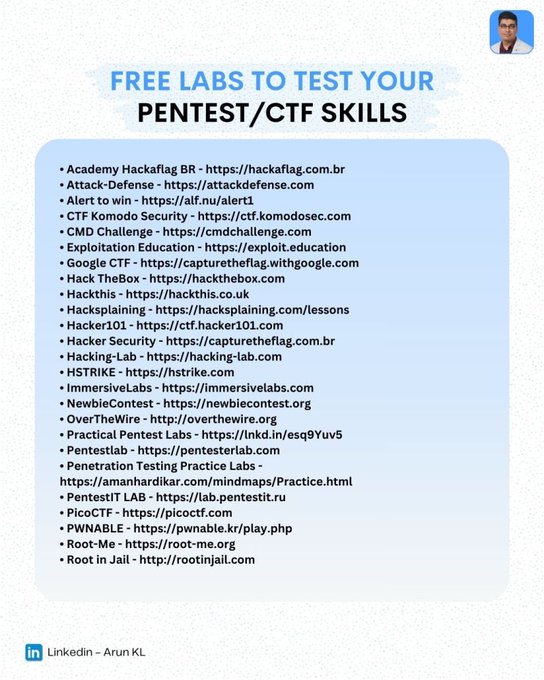 FREE LABS TO TEST YOUR
PENTEST/CTF SKILLS
• Academy Hackaflag BR - https://hackaflag.com.br
• Attack-Defense - https://attackdefense.com
• Alert to win - https://alf.nu/alert1
• CTF Komodo Security - https://ctf.komodosec.com
• CMD Challenge - https://cmdchallenge.com
• Exploitation Education - https://exploit.education
• Google CTF - https://capturetheflag.withgoogle.com
• Hack TheBox - https://hackthebox.com
• Hackthis - https://hackthis.co.uk
• Hacksplaining - https://hacksplaining.com/lessons
• Hacker101 - https://ctf.hacker101.com
• Hacker Security - https://capturetheflag.com.br
• Hacking-Lab - https://hacking-lab.com
• HSTRIKE - https://hstrike.com
• ImmersiveLabs - https://immersivelabs.com
• NewbieContest - https://newbiecontest.org
• OverTheWire - http://overthewire.org
• Practical Pentest Labs - https://lnkd.in/esq9Yuv5
• Pentestlab - https://pentesterlab.com
• Penetration Testing Practice Labs -
https://amanhardikar.com/mindmaps/Practice.html
• PentestIT LAB - https://lab.pentestit.ru
• PicoCTF - https://picoctf.com
• PWNABLE - https://pwnable.kr/play.php
• Root-Me - https://root-me.org
• Root in Jail - http://rootinjail.com
in Linkedin – Arun KL